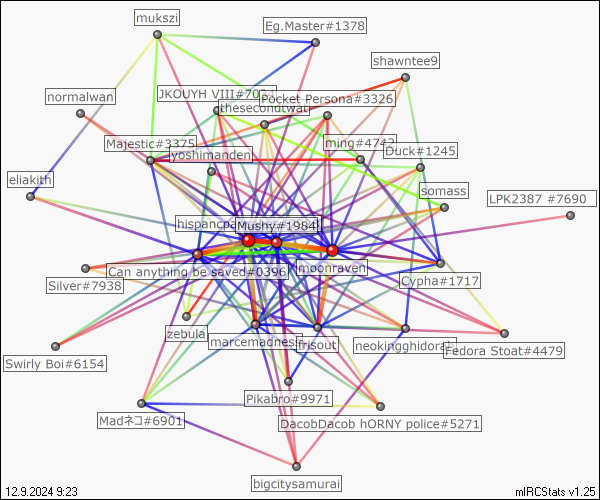 mukszi
Eg.Master#1378
shawntee9
normalwan
JKOUYH VIII#70
thesecondtwat
Pocket Persona#3326
Majestic#3375
ming#474
Duck#1245
yoshimanden
eliakith
somass
LPK2387 #7690
hispancpa
Mushy#1984
Can anything be saved#0396
moonraven
Cypha#1717
Silver#7938
zebula
marcemadness
frisout
neokingghidora
Fedora Stoat#4479
Swirly Boi#6154
Pikabro#9971
Madネコ#6901
DacobDacob hORNY police#5271
bigcitysamurai
12.9.2024 9:23
mIRCStats v1.25